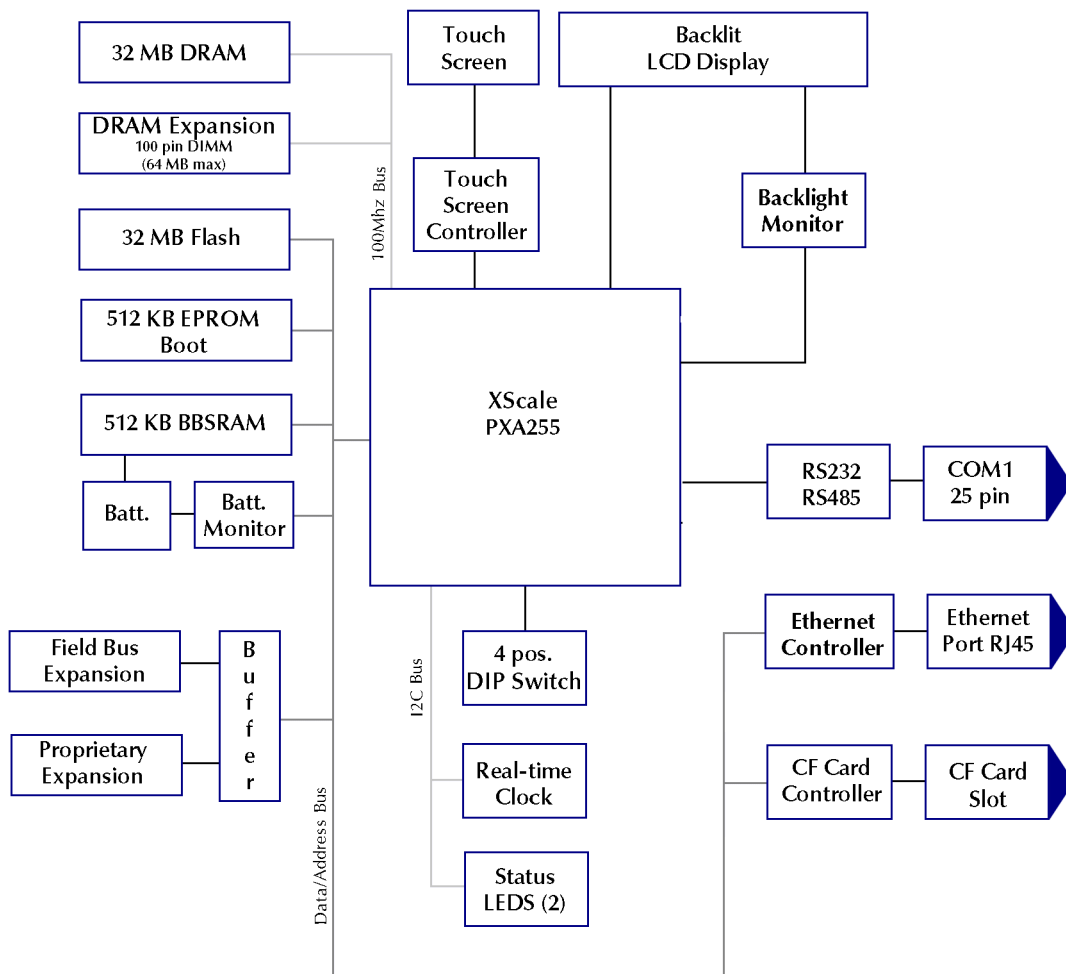 32 MB DRAM
DRAM Expansion
100 pin DIMM
(64 MB max)
32 MB Flash
512 KB EPROM
Boot
512 KB BBSRAM
Batt.
Batt.
Monitor
Field Bus
Expansion
Proprietary
Expansion
Buffer
Data/Address Bus
100Mhz Bus
Touch
Screen
Touch
Screen
Controller
Backlit
LCD Display
Backlight
Monitor
XScale
PXA255
RS232
RS485
COM1
25 pin
Ethernet
Controller
Ethernet
Port RJ45
CF Card
Controller
CF Card
Slot
I2C Bus
4 pos.
DIP Switch
Real-time
Clock
Status
LEDS (2)